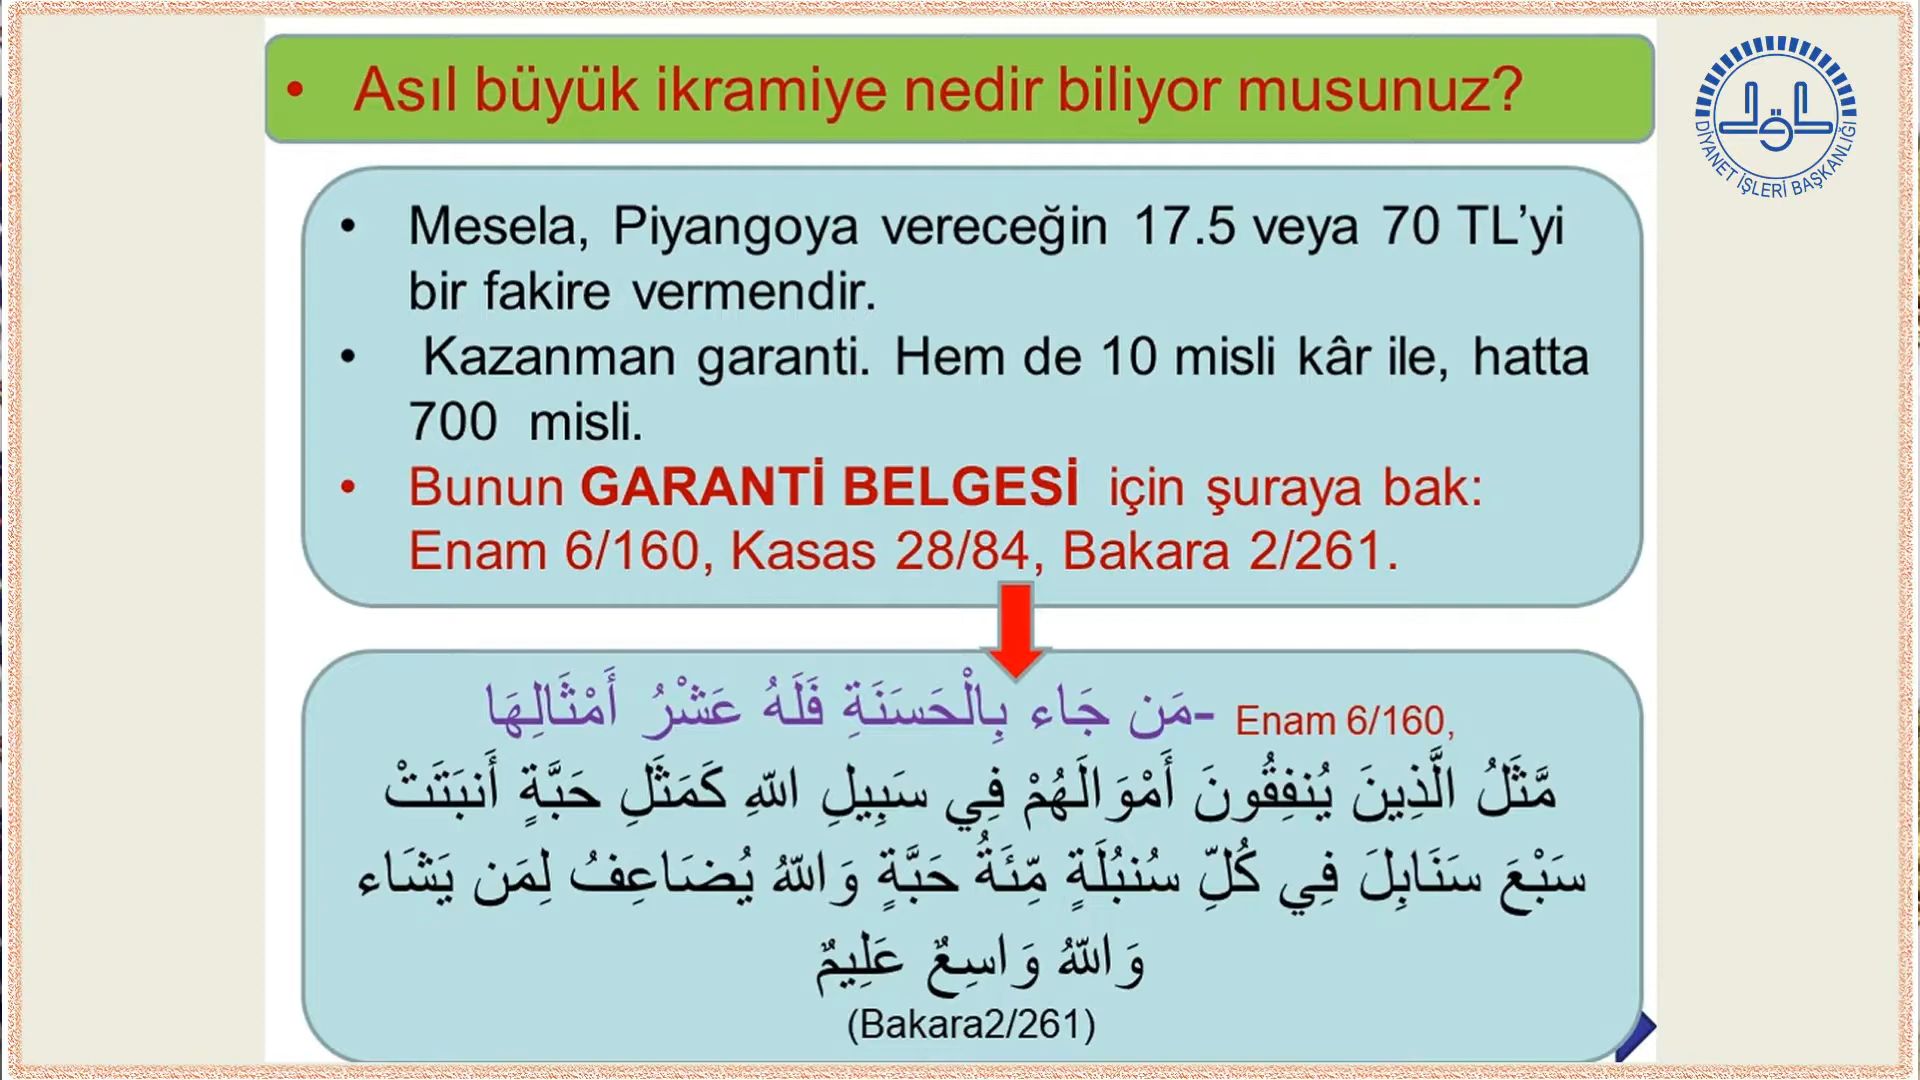 • Asıl büyük ikramiye nedir biliyor musunuz?
DİYANET İŞLERİ BAŞKANLIĞI
• Mesela, Piyangoya vereceğin 17.5 veya 70 TL’yi
bir fakire vermendir.
• Kazanman garanti. Hem de 10 misli kâr ile, hatta
700 misli.
• Bunun GARANTİ BELGESİ için şuraya bak:
Enam 6/160, Kasas 28/84, Bakara 2/261.
مَن جَاء بِالْحَسَنَةِ فَلَهُ عَشْرُ أَمْثَالِهَا- Enam 6/160,
مَّثَلُ الَّذِينَ يُنفِقُونَ أَمْوَالَهُمْ فِي سَبِيلِ اللّهِ كَمَثَلِ حَبَّةٍ أَنبَتَتْ
سَبْعَ سَنَابِلَ فِي كُلِّ سُنبُلَةٍ مِّئَةُ حَبَّةٍ وَاللّهُ يُضَاعِفُ لِمَن يَشَاء
وَاللّهُ وَاسِعٌ عَلِيمٌ
(Bakara2/261)